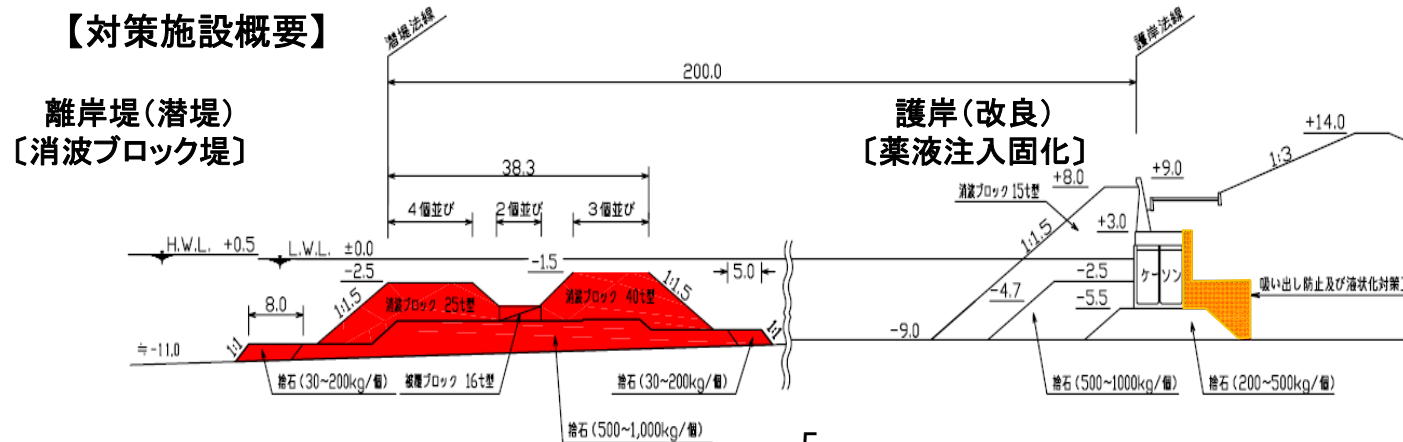 【対策施設概要】
潜堤法線
護岸法線
200.0
離岸堤(潜堤)
〔消波ブロック堤〕
護岸(改良)
〔薬液注入固化〕
+14.0
1:3
38.3
+8.0
+9.0
消波ブロック 15t型
4個並び
2個並び
3個並び
+3.0
1:1.5
H.W.L. +0.5
L.W.L. ±0.0
-2.5
-1.5
5.0
-2.5
ケーソン
8.0
1:1.5
消波ブロック 25t型
消波ブロック 40t型
1:1.5
-4.7
-5.5
吸い出し防止及び液状化対策工
-9.0
≒-11.0
1:1
1:1
捨石(30~200kg/個)
被覆ブロック 16t型
捨石(30~200kg/個)
捨石(500~1000kg/個)
捨石(200~500kg/個)
捨石(500~1,000kg/個)